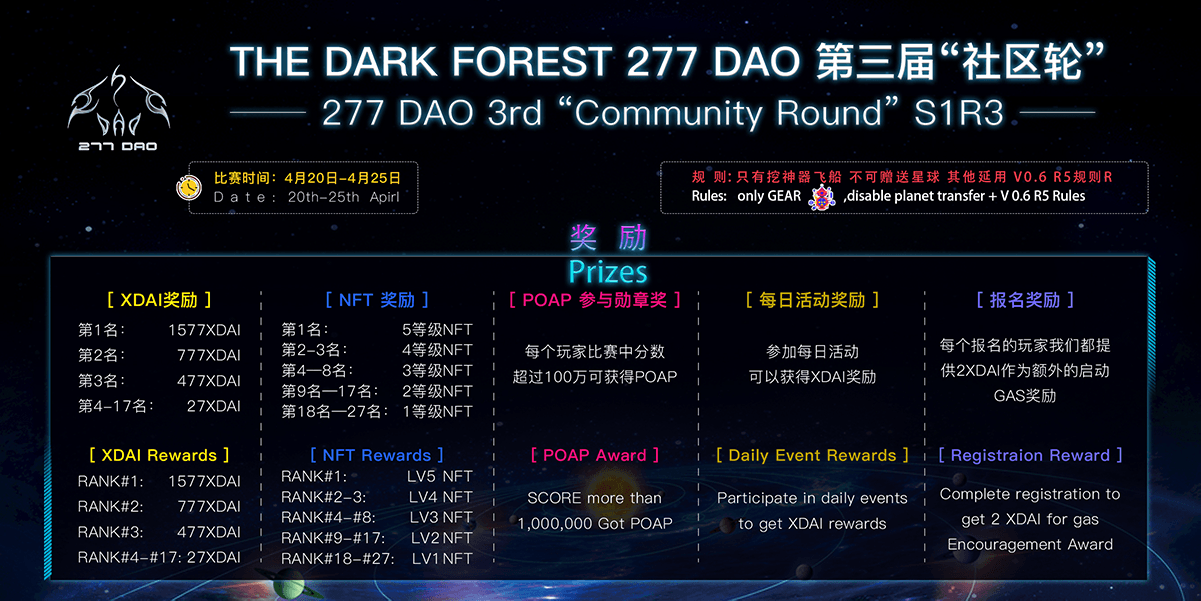 THE DARK FOREST 277 DAO 第三届“社区轮”
277 DAO 3rd “Community Round” S1R3
277 DAO
比赛时间：4月20日-4月25日
Date: 20th-25th Apirl
规 则:只有挖神器飞船 不可赠送星球 其他延用 V0.6 R5规则R
Rules: only GEAR ,disable planet transfer + V 0.6 R5 Rules
奖 励
Prizes
[ XDAI奖励 ]
第1名： 1577XDAI
第2名： 777XDAI
第3名： 477XDAI
第4-17名： 27XDAI
[ NFT 奖励 ]
第1名： 5等级NFT
第2-3名： 4等级NFT
第4—8名： 3等级NFT
第9名—17名： 2等级NFT
第18名—27名： 1等级NFT
[ POAP 参与勋章奖 ]
每个玩家比赛中分数
超过100万可获得POAP
[ 每日活动奖励 ]
参加每日活动
可以获得XDAI奖励
[ 报名奖励 ]
每个报名的玩家我们都提
供2XDAI作为额外的启动
GAS奖励
[ XDAI Rewards ]
RANK#1: 1577XDAI
RANK#2: 777XDAI
RANK#3: 477XDAI
RANK#4-#17: 27XDAI
[ NFT Rewards ]
RANK#1: LV5 NFT
RANK#2-3: LV4 NFT
RANK#4-#8: LV3 NFT
RANK#9-#17: LV2 NFT
RANK#18-#27: LV1 NFT
[ POAP Award ]
SCORE more than
1,000,000 Got POAP
[ Daily Event Rewards ]
Participate in daily events
to get XDAI rewards
[ Registraion Reward ]
Complete registration to
get 2 XDAI for gas
Encouragement Award